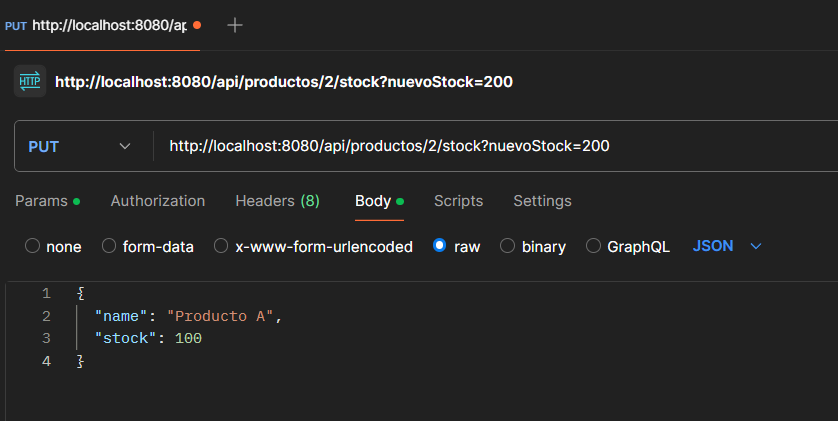 PUT http://localhost:8080/ap
HTTP http://localhost:8080/api/productos/2/stock?nuevoStock=200
PUT http://localhost:8080/api/productos/2/stock?nuevoStock=200
Params Authorization Headers (8) Body Scripts Settings
none form-data x-www-form-urlencoded raw binary GraphQL JSON
1 {
2 "name": "Producto A",
3 "stock": 100
4 }